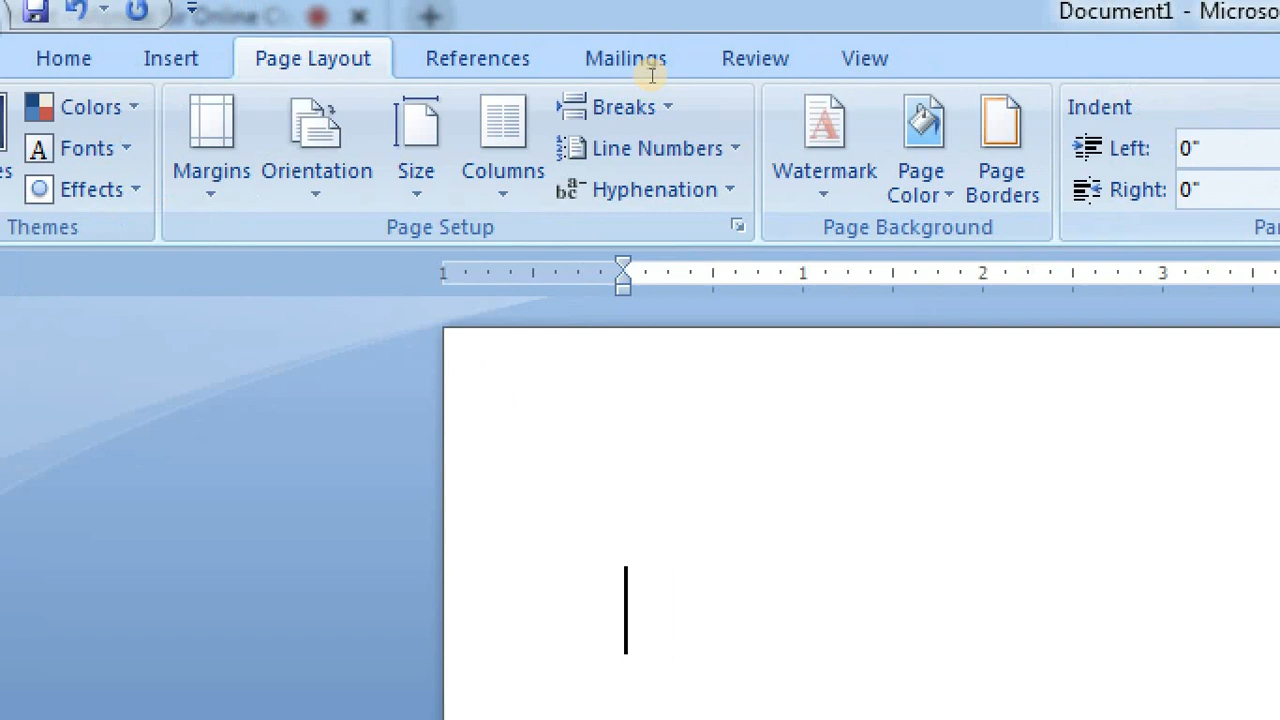 Online
Document1 - Microso
Home Insert Page Layout References Mailings Review View
Colors Margins Orientation Size Columns Breaks Watermark Page Color Page Borders Indent
Fonts Line Numbers Left: 0"
Effects Hyphenation Right: 0"
Themes Page Setup Page Background
1 1 2 3